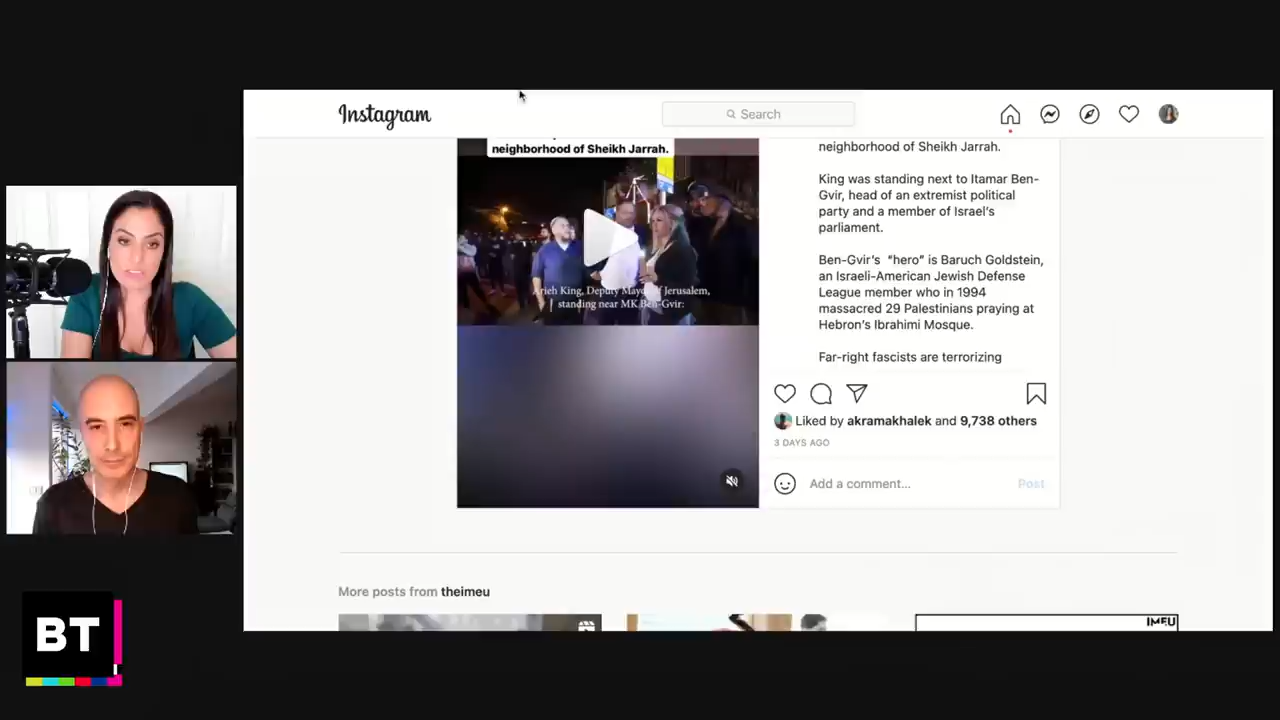 Instagram
Search
neighborhood of Sheikh Jarrah.
Arieh King, Deputy Mayor of Jerusalem,
standing near MK Ben-Gvir:
neighborhood of Sheikh Jarrah.
King was standing next to Itamar Ben-
Gvir, head of an extremist political
party and a member of Israel's
parliament.
Ben-Gvir's "hero" is Baruch Goldstein,
an Israeli-American Jewish Defense
League member who in 1994
massacred 29 Palestinians praying at
Hebron's Ibrahimi Mosque.
Far-right fascists are terrorizing
Liked by akramakhalek and 9,738 others
3 DAYS AGO
Add a comment...
Post
More posts from theimeu
IMEU
BT